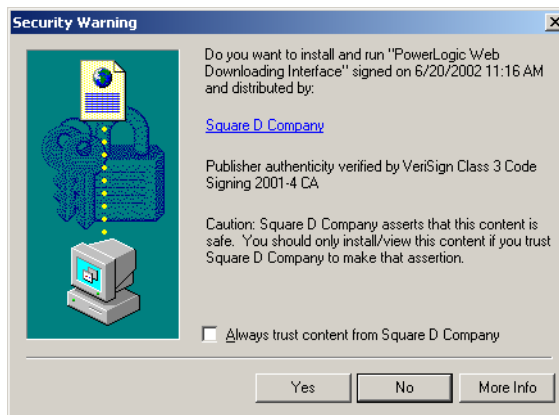 Security Warning
Do you want to install and run "PowerLogic Web
Downloading Interface" signed on 6/20/2002 11:16 AM
and distributed by:
Square D Company
Publisher authenticity verified by VeriSign Class 3 Code
Signing 2001-4 CA
Caution: Square D Company asserts that this content is
safe. You should only install/view this content if you trust
Square D Company to make that assertion.
Always trust content from Square D Company
Yes
No
More Info